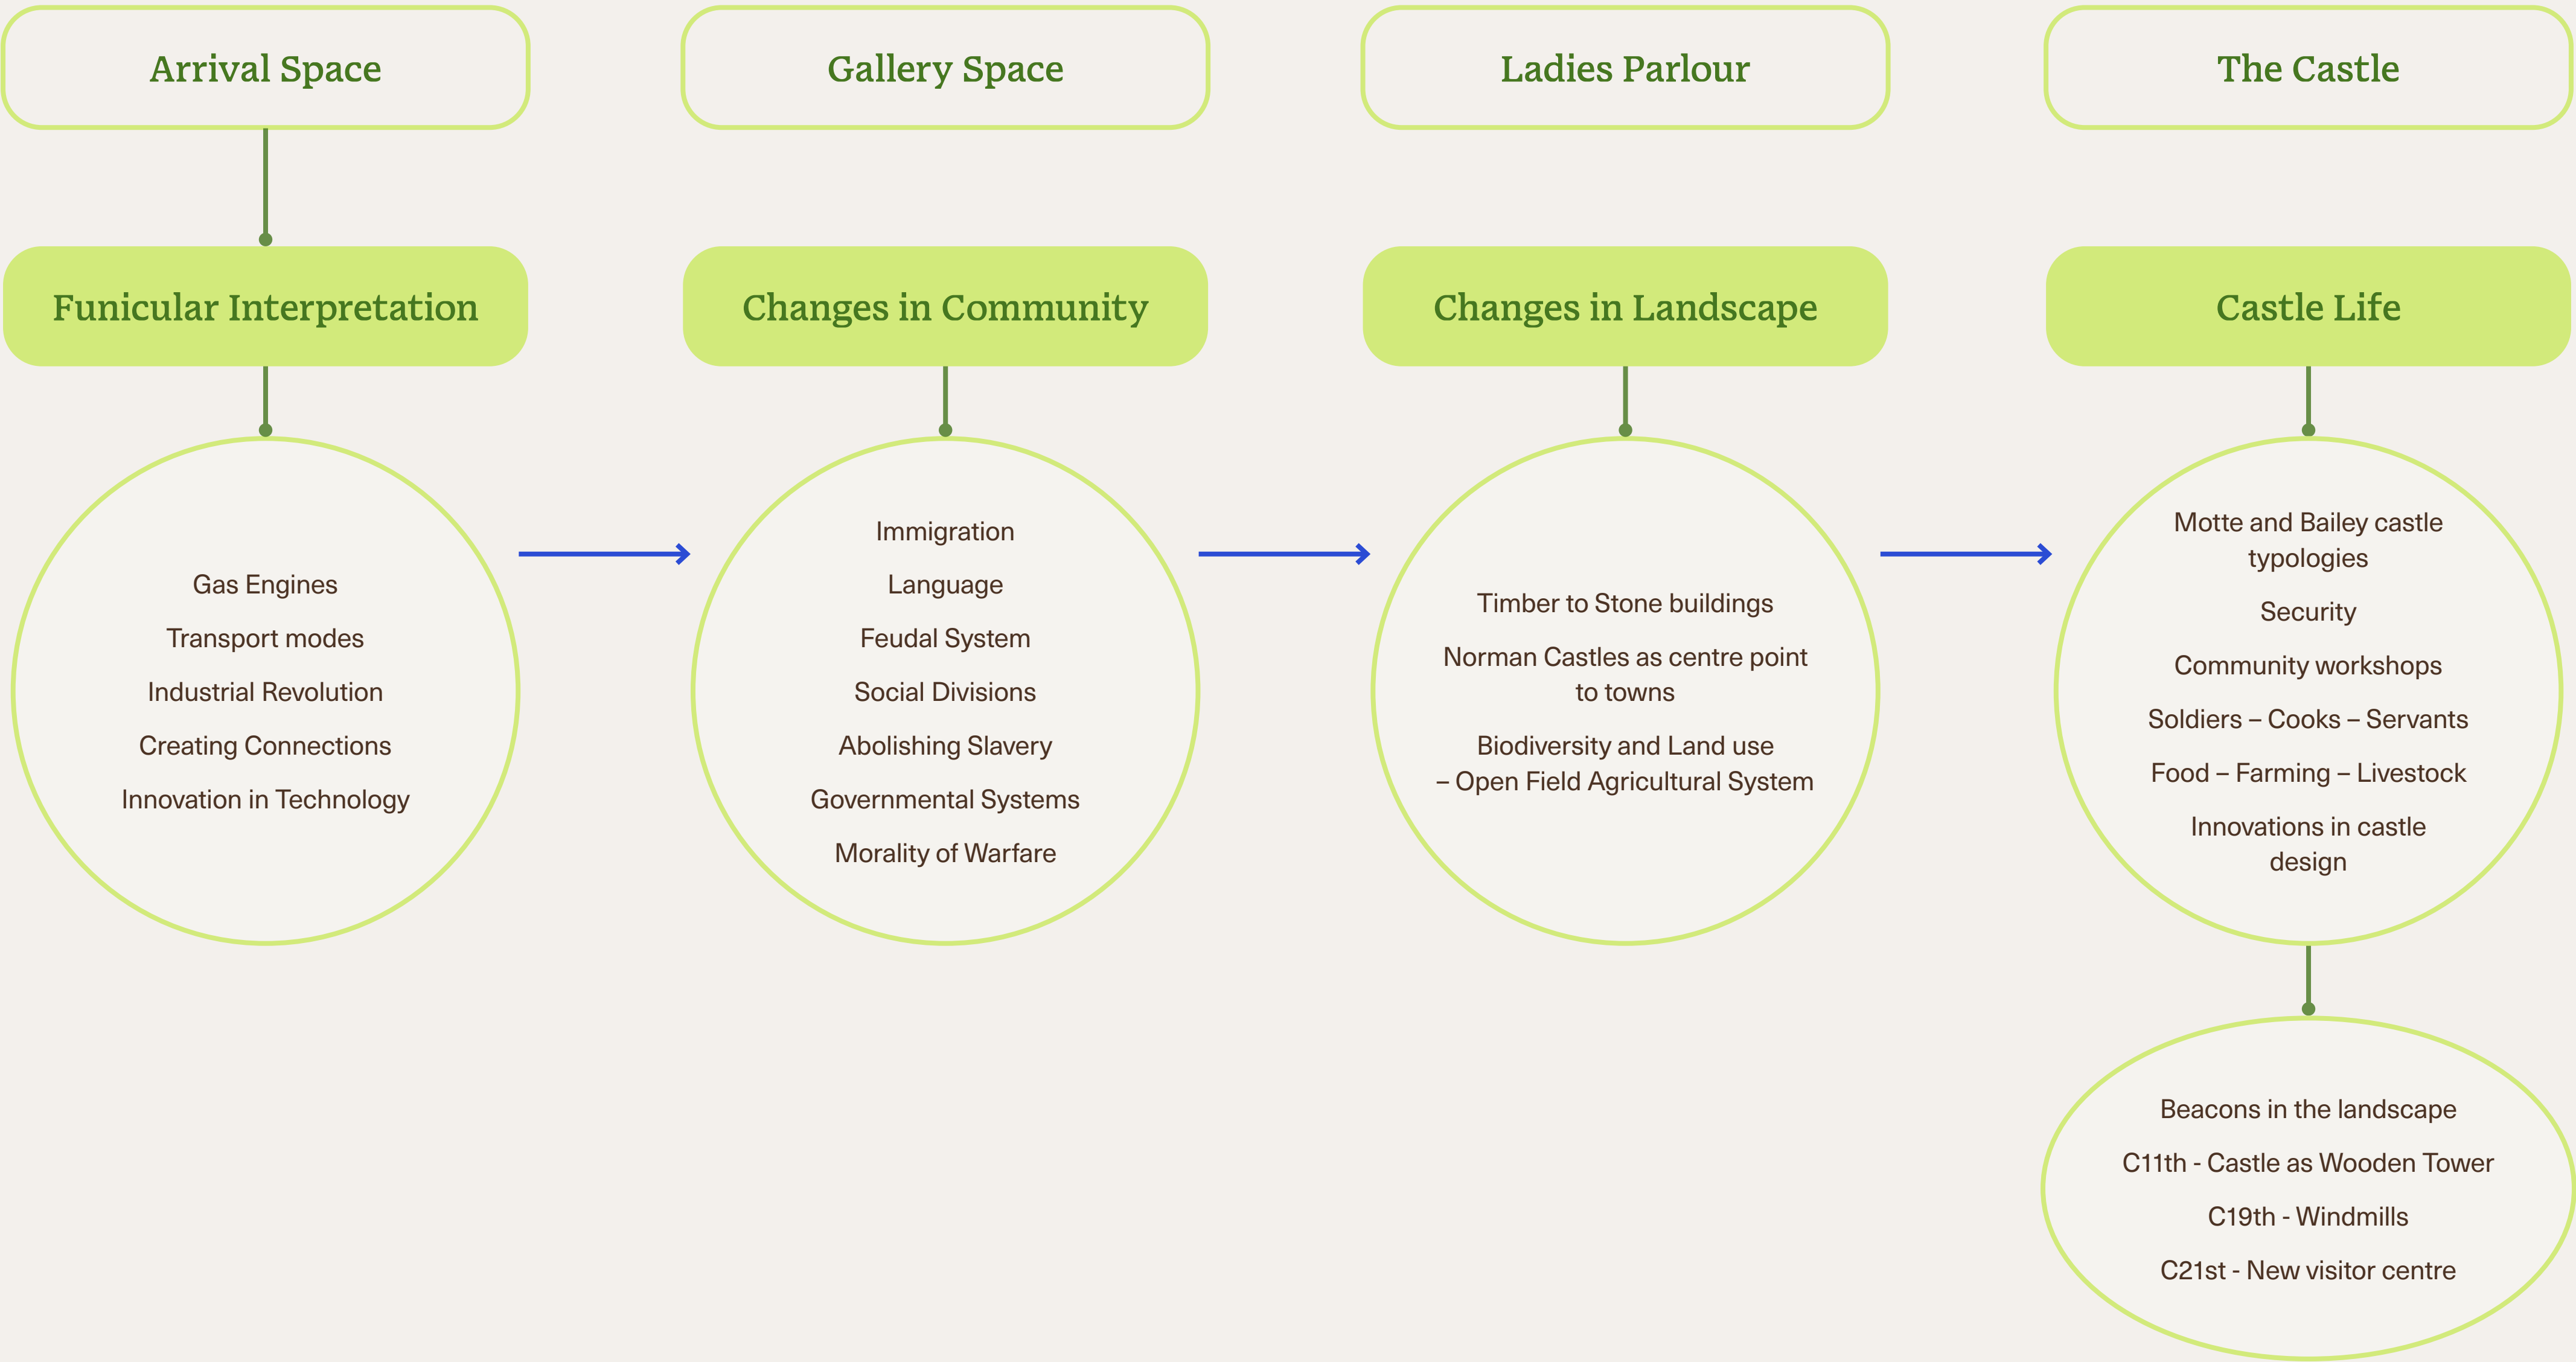 Arrival Space
Gallery Space
Ladies Parlour
The Castle
Funicular Interpretation
Changes in Community
Changes in Landscape
Castle Life
Gas Engines
Transport modes
Industrial Revolution
Creating Connections
Innovation in Technology
Immigration
Language
Feudal System
Social Divisions
Abolishing Slavery
Governmental Systems
Morality of Warfare
Timber to Stone buildings
Norman Castles as centre point
to towns
Biodiversity and Land use
– Open Field Agricultural System
Motte and Bailey castle
typologies
Security
Community workshops
Soldiers – Cooks – Servants
Food – Farming – Livestock
Innovations in castle
design
Beacons in the landscape
C11th - Castle as Wooden Tower
C19th - Windmills
C21st - New visitor centre